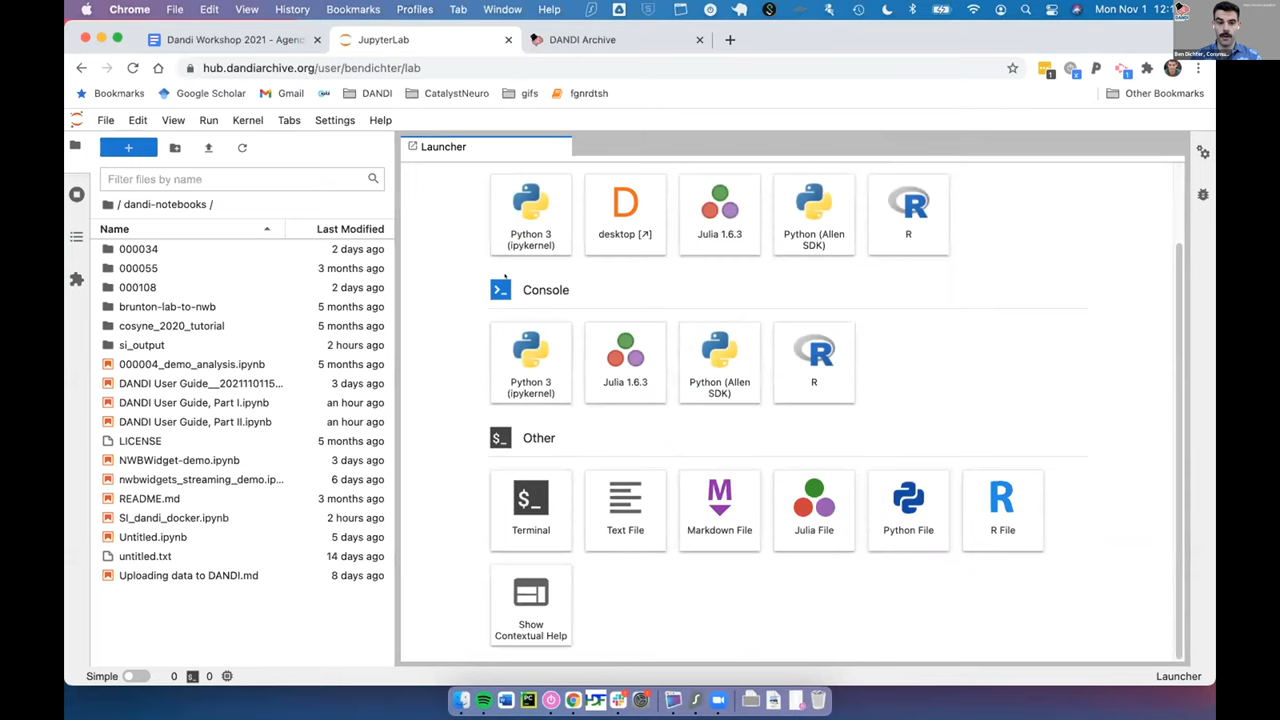 Chrome File Edit View History Bookmarks Profiles Tab Window Help Mon Nov 1 12:
Dandi Workshop 2021 - Agen JupyterLab DANDI Archive
hub.dandiarchive.org/user/bendichter/lab
Bookmarks Google Scholar Gmail DANDI CatalystNeuro gifs fgnrdtsh Other Bookmarks
File Edit View Run Kernel Tabs Settings Help
Launcher
Filter files by name
/ dandi-notebooks /
Name Last Modified
000034 2 days ago
000055 3 months ago
000108 2 days ago
brunton-lab-to-nwb 5 months ago
cosyne_2020_tutorial 5 months ago
si_output 2 hours ago
000004_demo_analysis.ipynb 5 months ago
DANDI User Guide__2021110115... 3 days ago
DANDI User Guide, Part I.ipynb an hour ago
DANDI User Guide, Part II.ipynb an hour ago
LICENSE 5 months ago
NWBWidget-demo.ipynb 3 days ago
nwbwidgets_streaming_demo.ip... 6 days ago
README.md 3 months ago
SI_dandi_docker.ipynb 2 hours ago
Untitled.ipynb 5 days ago
untitled.txt 14 days ago
Uploading data to DANDI.md 8 days ago
Python 3 (ipykernel)
D
desktop [↗]
Julia 1.6.3
Python (Allen SDK)
R
Console
Python 3 (ipykernel)
Julia 1.6.3
Python (Allen SDK)
R
$_ Other
$_
Terminal
Text File
M
Markdown File
Julia File
Python File
R
R File
Show Contextual Help
Simple 0 0 Launcher
Ben Dichter,
DANDI